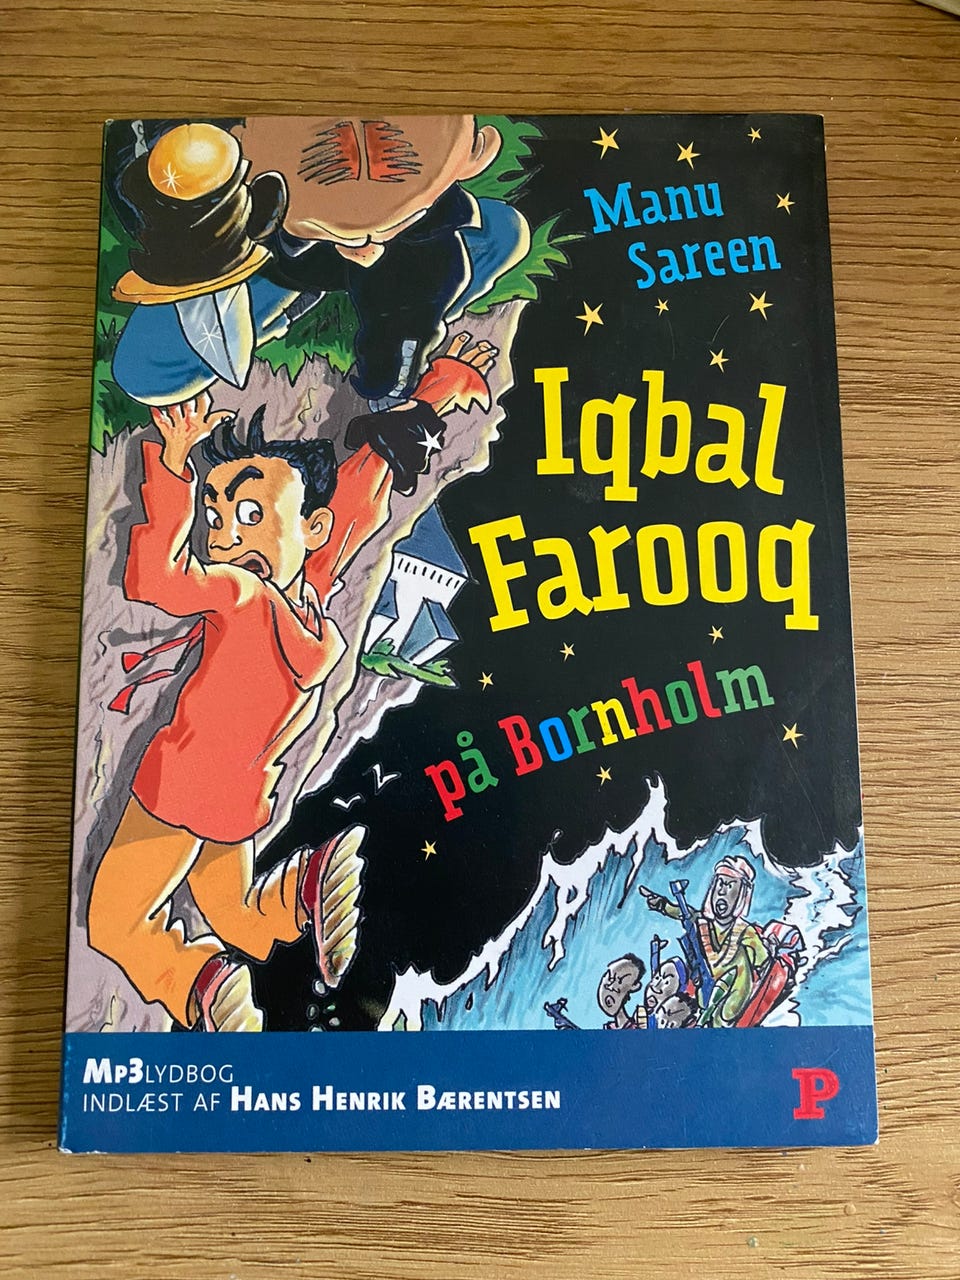 Manu
Sareen
Iqbal
Farooq
på Bornholm
MP3LYDBOG
INDLÆST AF HANS HENRIK BÆRENTSEN
P